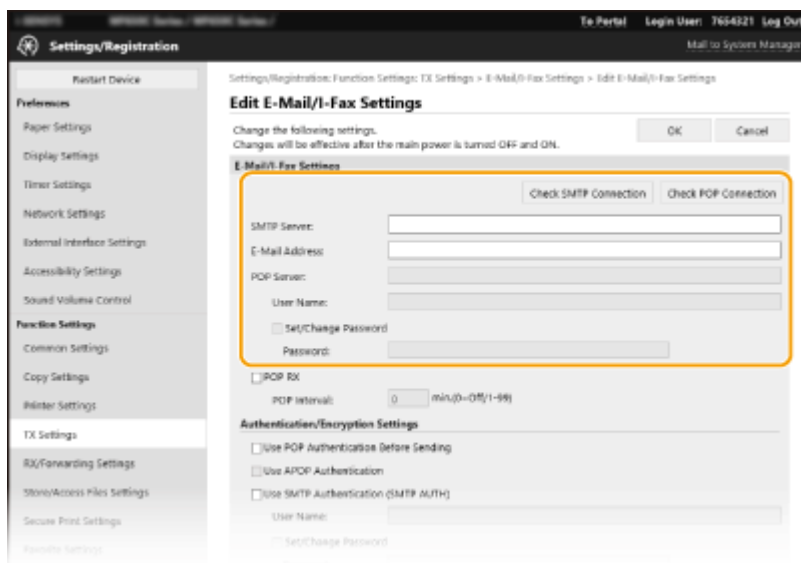 To Portal Login User: 7654321 Log Out
Settings/Registration
Mail to System Manager
Restart Device
Preferences
Paper Settings
Display Settings
Timer Settings
Network Settings
External Interface Settings
Accessibility Settings
Sound Volume Control
Function Settings
Common Settings
Copy Settings
Printer Settings
TX Settings
RX/Forwarding Settings
Store/Access Files Settings
Secure Print Settings
Favorite Settings
Settings/Registration: Function Settings: TX Settings > E-Mail/I-Fax Settings > Edit E-Mail/I-Fax Settings
Edit E-Mail/I-Fax Settings
Change the following settings.
Changes will be effective after the main power is turned OFF and ON.
OK Cancel
E-Mail/I-Fax Settings
Check SMTP Connection Check POP Connection
SMTP Server:
E-Mail Address:
POP Server:
User Name:
Set/Change Password
Password:
POP RX
POP Interval: 0 min.(0=Off/1-99)
Authentication/Encryption Settings
Use POP Authentication Before Sending
Use APOP Authentication
Use SMTP Authentication (SMTP AUTH)
User Name:
Set/Change Password